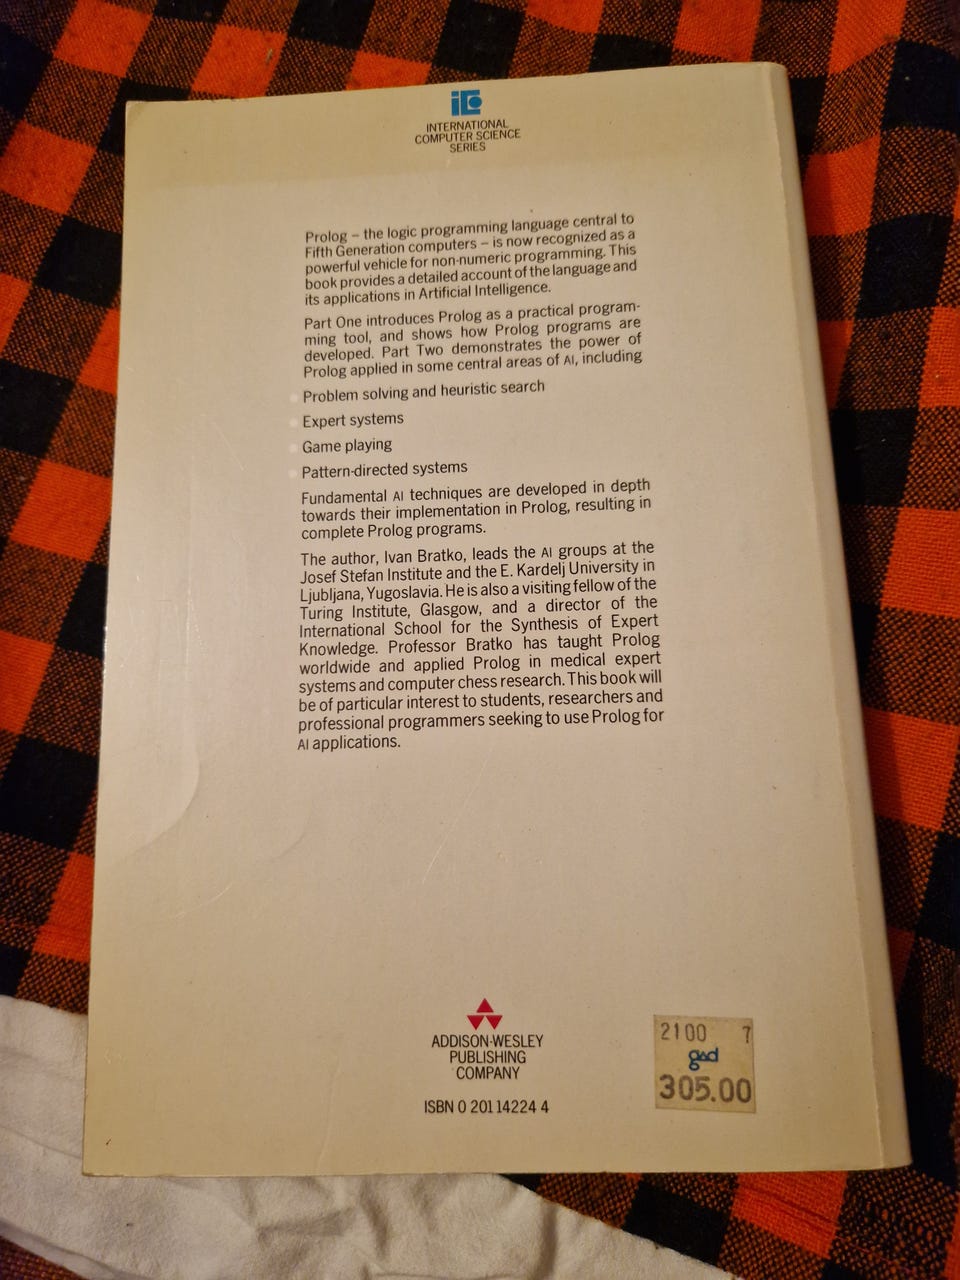 INTERNATIONAL
COMPUTER SCIENCE
SERIES
Prolog – the logic programming language central to
Fifth Generation computers – is now recognized as a
powerful vehicle for non-numeric programming. This
book provides a detailed account of the language and
its applications in Artificial Intelligence.
Part One introduces Prolog as a practical program-
ming tool, and shows how Prolog programs are
developed. Part Two demonstrates the power of
Prolog applied in some central areas of AI, including
Problem solving and heuristic search
Expert systems
Game playing
Pattern-directed systems
Fundamental AI techniques are developed in depth
towards their implementation in Prolog, resulting in
complete Prolog programs.
The author, Ivan Bratko, leads the AI groups at the
Josef Stefan Institute and the E. Kardelj University in
Ljubljana, Yugoslavia. He is also a visiting fellow of the
Turing Institute, Glasgow, and a director of the
International School for the Synthesis of Expert
Knowledge. Professor Bratko has taught Prolog
worldwide and applied Prolog in medical expert
systems and computer chess research. This book will
be of particular interest to students, researchers and
professional programmers seeking to use Prolog for
AI applications.
ADDISON-WESLEY
PUBLISHING
COMPANY
ISBN 0 201 14224 4
2100 7
gad
305.00